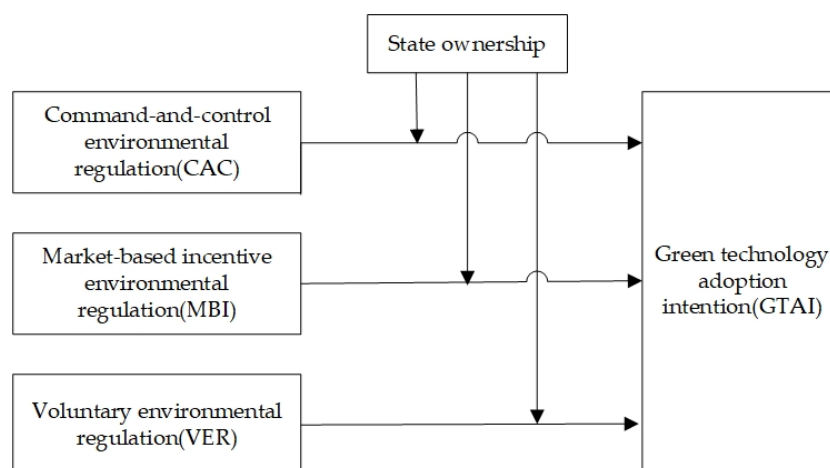 State ownership
Command-and-control
environmental
regulation(CAC)
Market-based incentive
environmental
regulation(MBI)
Green technology
adoption
intention(GTAI)
Voluntary environmental
regulation(VER)